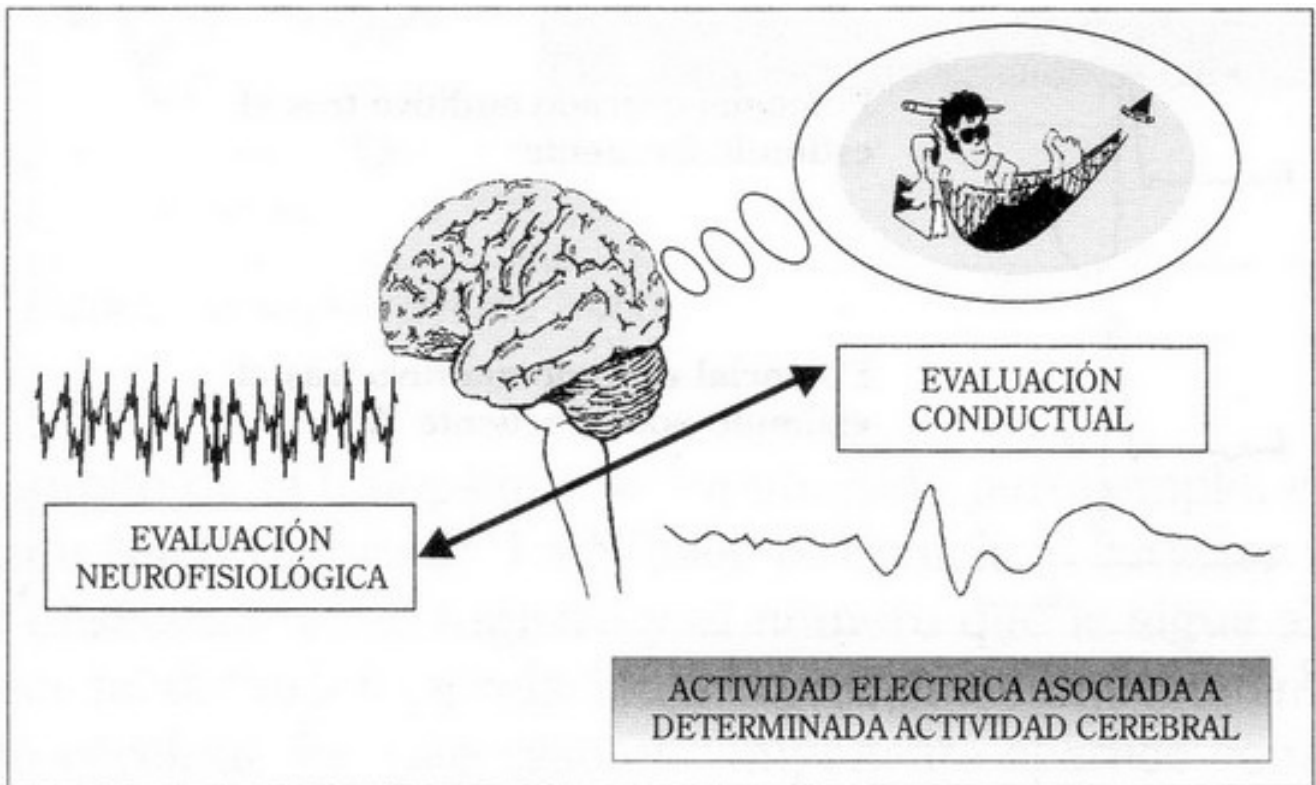 EVALUACIÓN
CONDUCTUAL
EVALUACIÓN
NEUROFISIOLÓGICA
ACTIVIDAD ELECTRICA ASOCIADA A
DETERMINADA ACTIVIDAD CEREBRAL